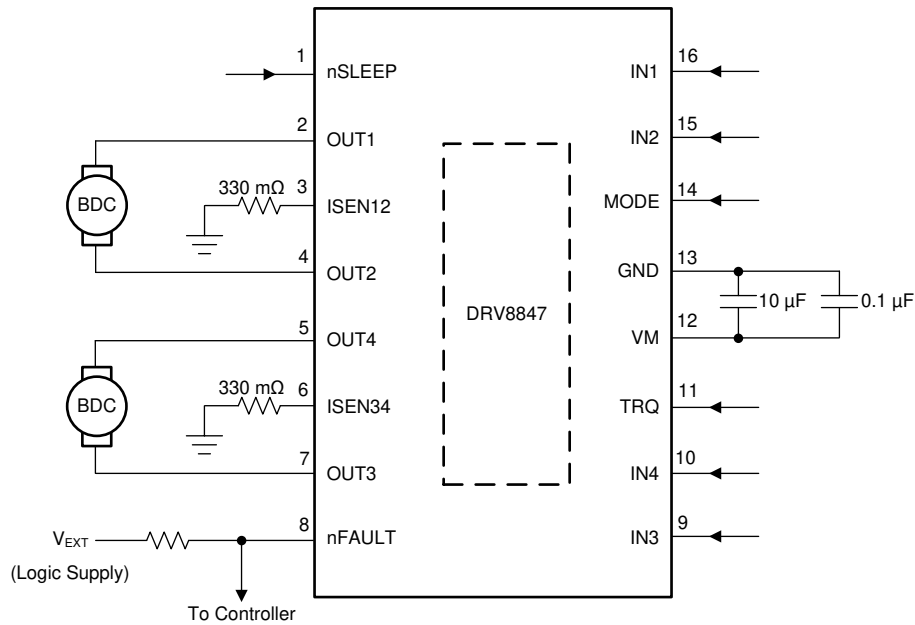 1
nSLEEP
2
OUT1
BDC
330 mΩ
3
ISEN12
4
OUT2
5
OUT4
BDC
330 mΩ
6
ISEN34
7
OUT3
VEXT
(Logic Supply)
8
nFAULT
To Controller
DRV8847
16
IN1
15
IN2
14
MODE
13
GND
10 µF
0.1 µF
12
VM
11
TRQ
10
IN4
9
IN3